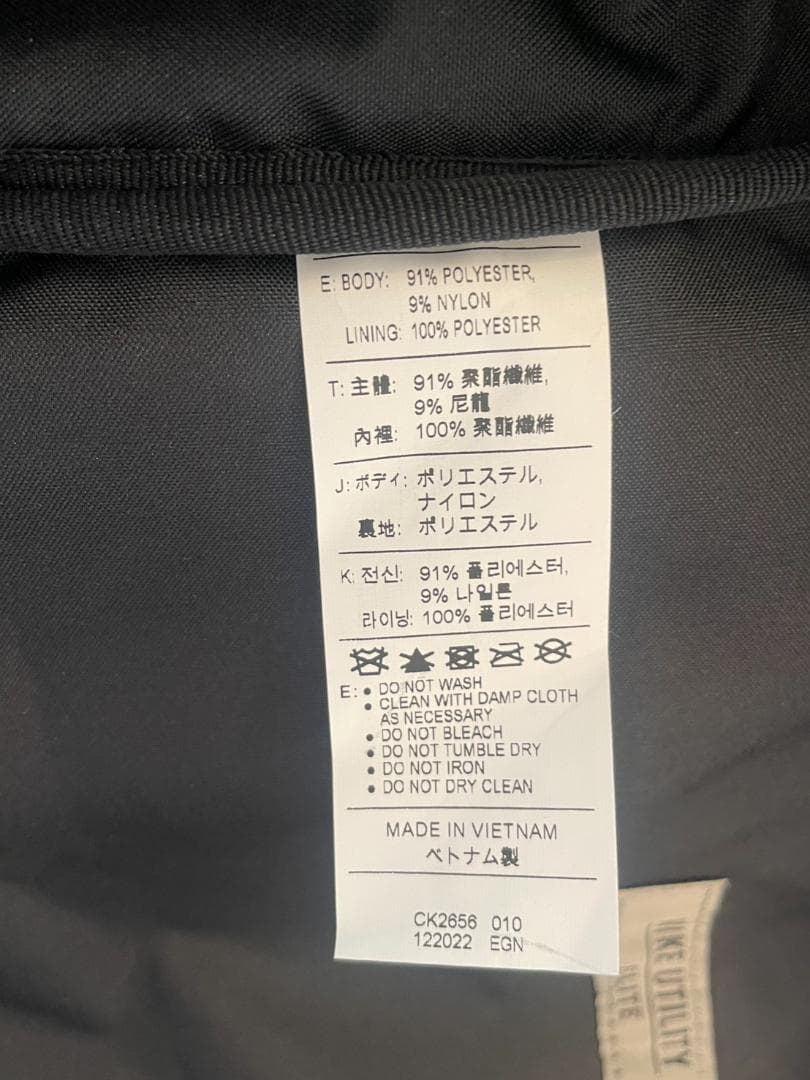 E: BODY: 91% POLYESTER,
9% NYLON
LINING: 100% POLYESTER
T: 主體: 91% 聚酯纖維,
9% 尼龍
內裡: 100% 聚酯纖維
J: ボディ: ポリエステル,
ナイロン
裏地: ポリエステル
K: 전신: 91% 폴리에스터,
9% 나일론
라이닝: 100% 폴리에스터
E: • DO NOT WASH
• CLEAN WITH DAMP CLOTH
AS NECESSARY
• DO NOT BLEACH
• DO NOT TUMBLE DRY
• DO NOT IRON
• DO NOT DRY CLEAN
MADE IN VIETNAM
ベトナム製
CK2656 010
122022 EGN
UTILITY